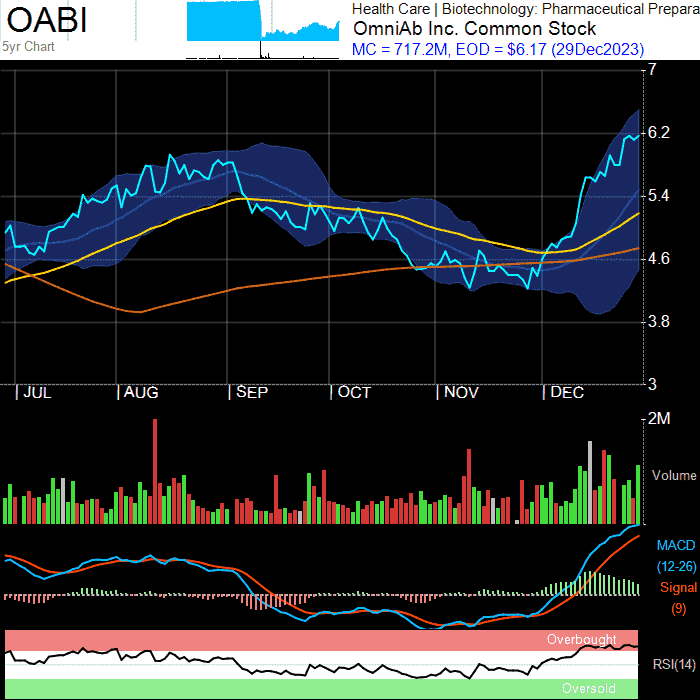 OABI
5yr Chart
Health Care | Biotechnology: Pharmaceutical Prepara
OmniAb Inc. Common Stock
MC = 717.2M, EOD = $6.17 (29Dec2023)
7
6.2
5.4
4.6
3.8
3
JUL
AUG
SEP
OCT
NOV
DEC
2M
Volume
MACD
(12-26)
Signal
(9)
Overbought
RSI(14)
Oversold